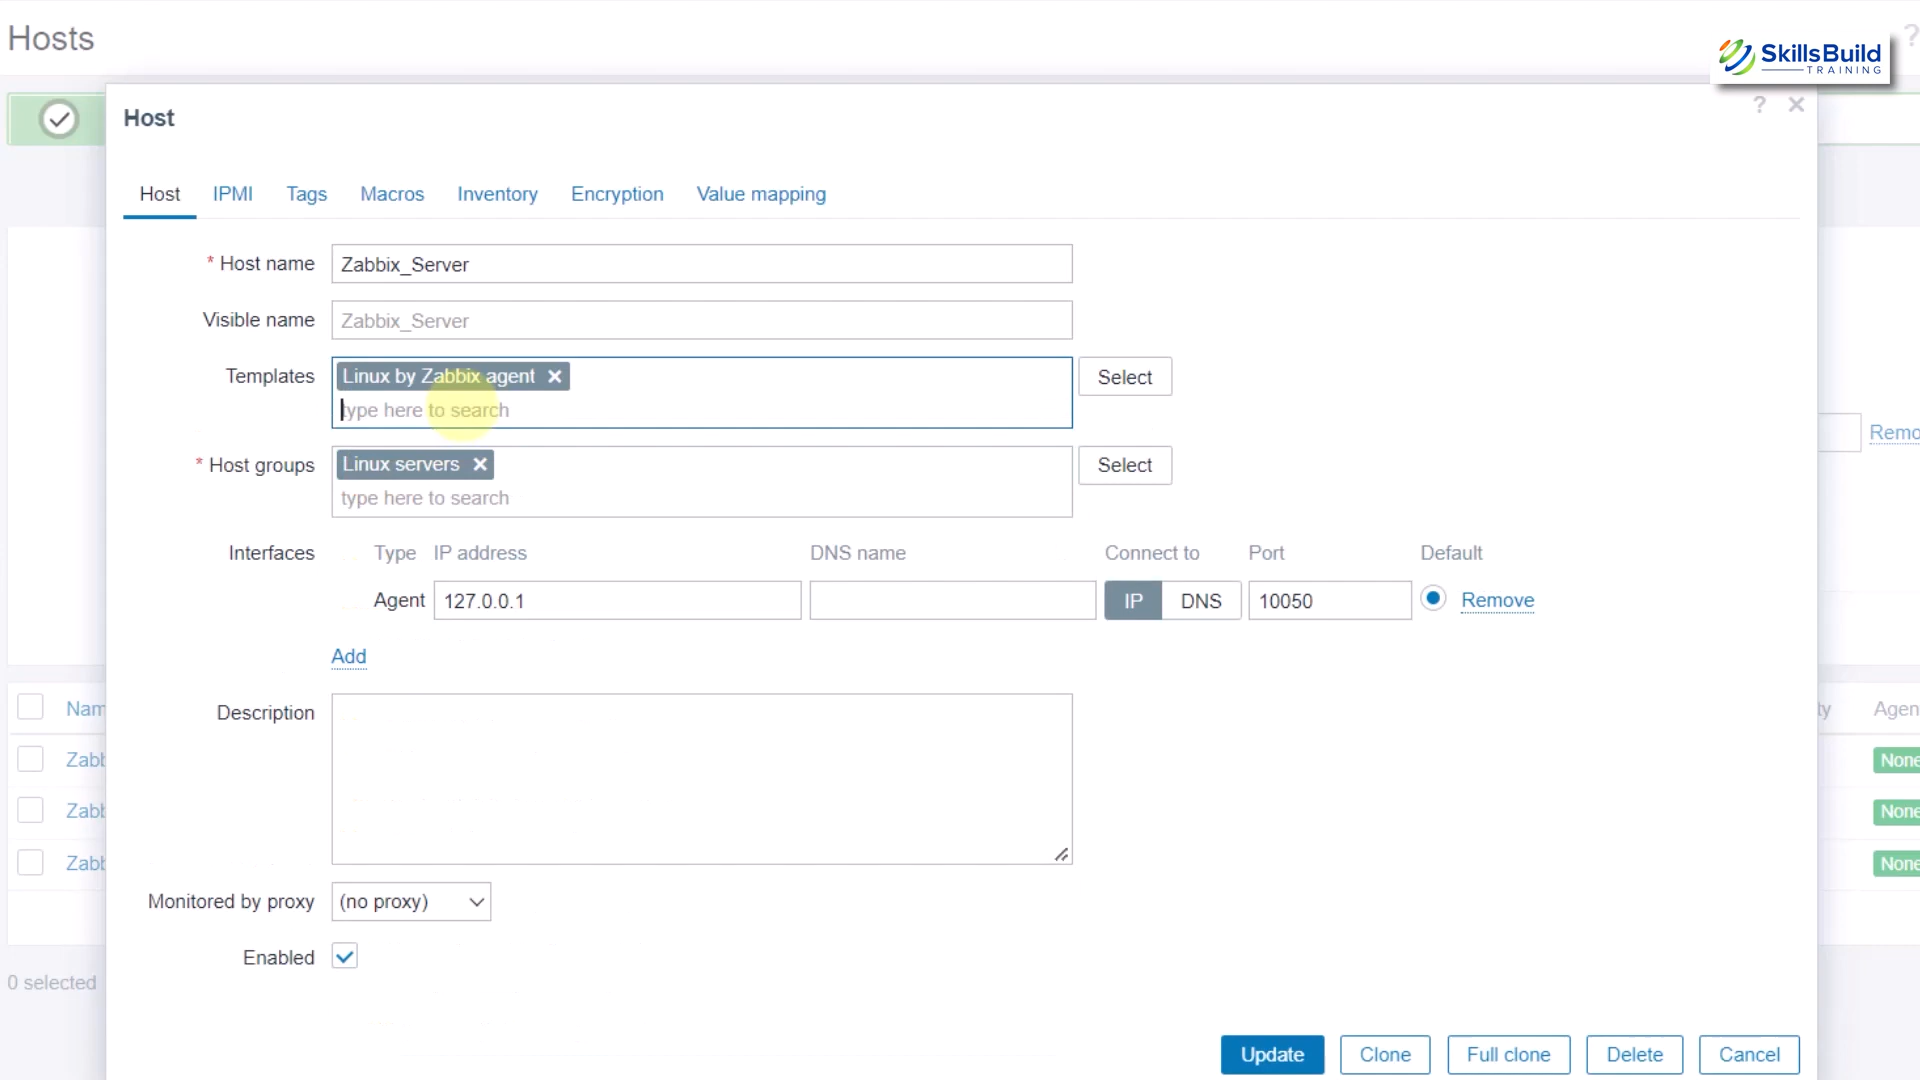 Hosts
?
SkillsBuild
TRAINING
Host
?
Host IPMI Tags Macros Inventory Encryption Value mapping
* Host name Zabbix_Server
Visible name Zabbix_Server
Templates Linux by Zabbix agent Select
type here to search
* Host groups Linux servers Select
type here to search
Remo
Interfaces Type IP address DNS name Connect to Port Default
Agent 127.0.0.1 IP DNS 10050 Remove
Add
Description
Nam ty Agen
Zabb None
Zabb None
Zabb None
Monitored by proxy (no proxy)
Enabled
0 selected
Update Clone Full clone Delete Cancel